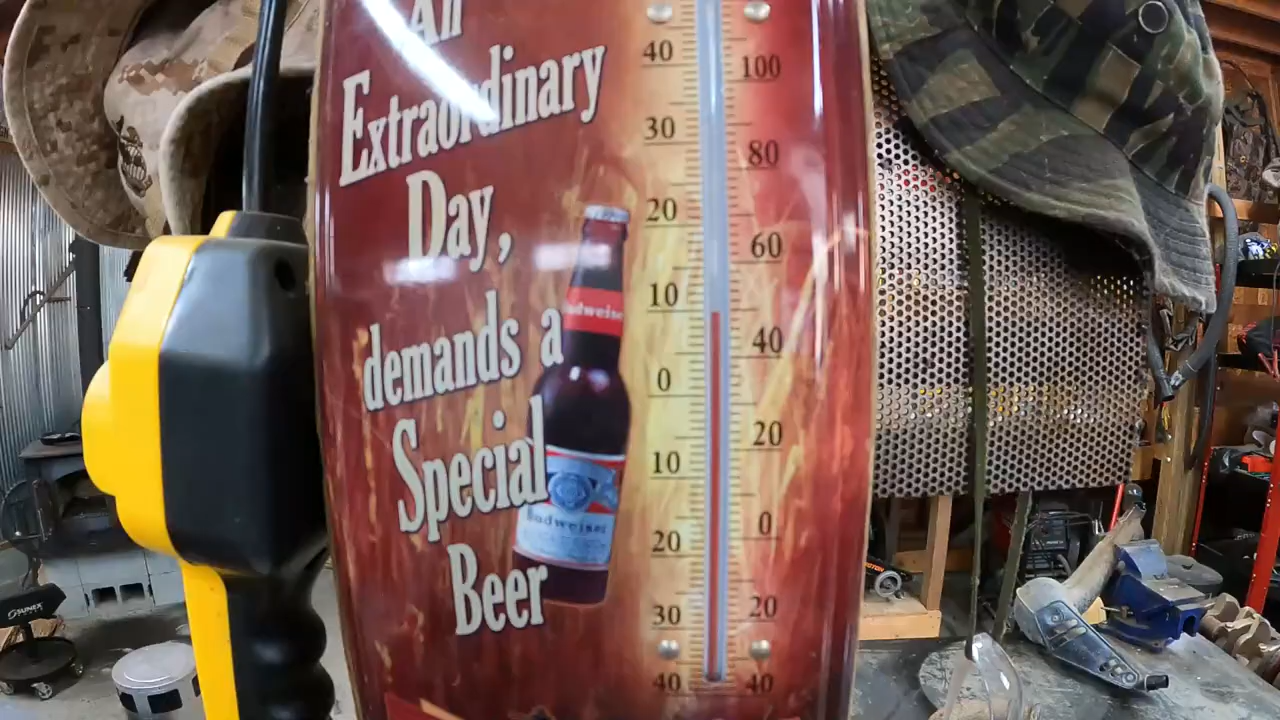 An
Extraordinary
Day,
demands a
Special
Beer
Budweiser
Budweiser
40 100
30 80
20 60
10 40
0 20
10 0
20 20
30 40
40